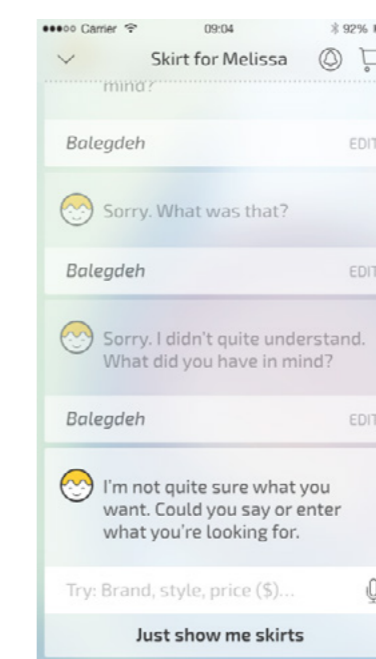 ●●●○○ Carrier 09:04 92%
Skirt for Melissa
mind?
Balegdeh EDIT
Sorry. What was that?
Balegdeh EDIT
Sorry. I didn't quite understand.
What did you have in mind?
Balegdeh EDIT
I'm not quite sure what you
want. Could you say or enter
what you're looking for.
Try: Brand, style, price ($)...
Just show me skirts